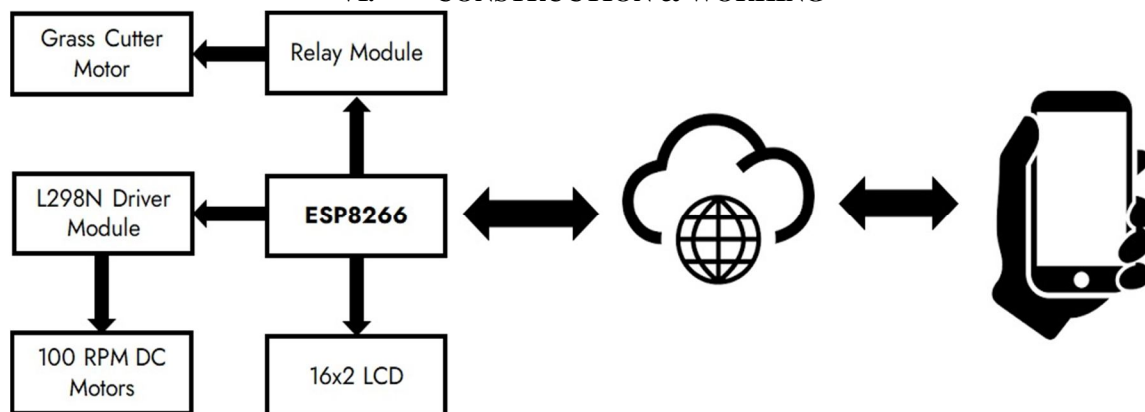 Grass Cutter
Motor
Relay Module
L298N Driver
Module
ESP8266
100 RPM DC
Motors
16x2 LCD